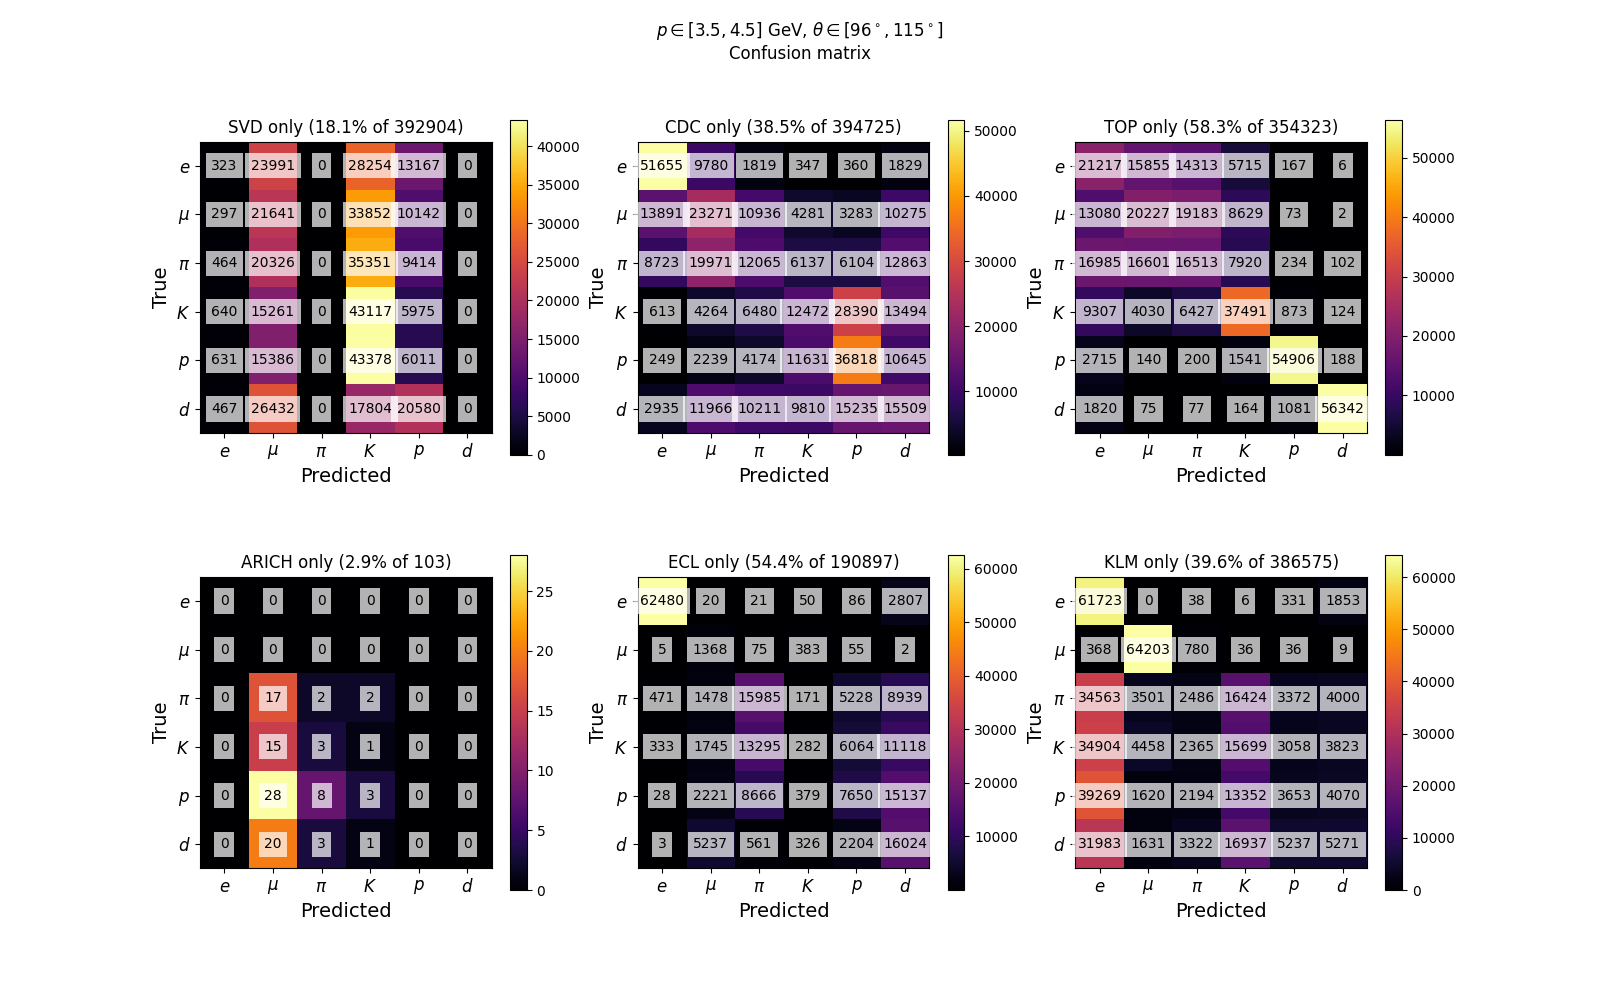 p ∈ [3.5, 4.5] GeV, θ ∈ [96°, 115°]
Confusion matrix
SVD only (18.1% of 392904)
True
e 323 23991 0 28254 13167 0
μ 297 21641 0 33852 10142 0
π 464 20326 0 35351 9414 0
K 640 15261 0 43117 5975 0
p 631 15386 0 43378 6011 0
d 467 26432 0 17804 20580 0
e μ π K p d
Predicted
40000
35000
30000
25000
20000
15000
10000
5000
0
CDC only (38.5% of 394725)
True
e 51655 9780 1819 347 360 1829
μ 13891 23271 10936 4281 3283 10275
π 8723 19971 12065 6137 6104 12863
K 613 4264 6480 12472 28390 13494
p 249 2239 4174 11631 36818 10645
d 2935 11966 10211 9810 15235 15509
e μ π K p d
Predicted
50000
40000
30000
20000
10000
TOP only (58.3% of 354323)
True
e 21217 15855 14313 5715 167 6
μ 13080 20227 19183 8629 73 2
π 16985 16601 16513 7920 234 102
K 9307 4030 6427 37491 873 124
p 2715 140 200 1541 54906 188
d 1820 75 77 164 1081 56342
e μ π K p d
Predicted
50000
40000
30000
20000
10000
ARICH only (2.9% of 103)
True
e 0 0 0 0 0 0
μ 0 0 0 0 0 0
π 0 17 2 2 0 0
K 0 15 3 1 0 0
p 0 28 8 3 0 0
d 0 20 3 1 0 0
e μ π K p d
Predicted
25
20
15
10
5
0
ECL only (54.4% of 190897)
True
e 62480 20 21 50 86 2807
μ 5 1368 75 383 55 2
π 471 1478 15985 171 5228 8939
K 333 1745 13295 282 6064 11118
p 28 2221 8666 379 7650 15137
d 3 5237 561 326 2204 16024
e μ π K p d
Predicted
60000
50000
40000
30000
20000
10000
KLM only (39.6% of 386575)
True
e 61723 0 38 6 331 1853
μ 368 64203 780 36 36 9
π 34563 3501 2486 16424 3372 4000
K 34904 4458 2365 15699 3058 3823
p 39269 1620 2194 13352 3653 4070
d 31983 1631 3322 16937 5237 5271
e μ π K p d
Predicted
60000
50000
40000
30000
20000
10000
0